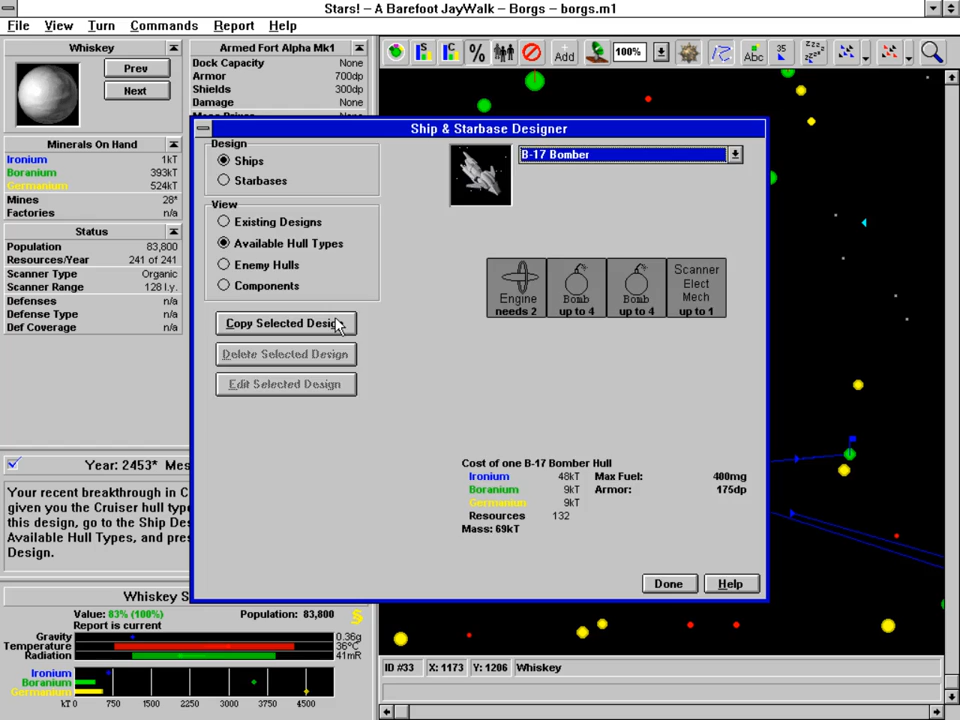 Stars! – A Barefoot JayWalk – Borgs – borgs.m1
File View Turn Commands Report Help
Whiskey
Prev
Next
Armed Fort Alpha Mk1
Dock Capacity None
Armor 700dp
Shields 300dp
Damage None
100%
Add
Abc
35
Minerals On Hand
Ironium 1kT
Boranium 393kT
Germanium 524kT
Mines 28*
Factories n/a
Status
Population 83,800
Resources/Year 241 of 241
Scanner Type Organic
Scanner Range 128 l.y.
Defenses n/a
Defense Type n/a
Def Coverage n/a
Year: 2453* Mes
Your recent breakthrough in C
given you the Cruiser hull type
this design, go to the Ship De
Available Hull Types, and pres
Design.
Whiskey S
Value: 83% (100%) Population: 83,800
Report is current
Gravity 0.36g
Temperature 36°C
Radiation 41mR
Ironium
Boranium
Germanium
kT 0 750 1500 2250 3000 3750 4500
Ship & Starbase Designer
Design
Ships
Starbases
View
Existing Designs
Available Hull Types
Enemy Hulls
Components
Copy Selected Design
Delete Selected Design
Edit Selected Design
B-17 Bomber
Engine
needs 2
Bomb
up to 4
Bomb
up to 4
Scanner
Elect
Mech
up to 1
Cost of one B-17 Bomber Hull
Ironium 48kT Max Fuel: 400mg
Boranium 9kT Armor: 175dp
Germanium 9kT
Resources 132
Mass: 69kT
Done
Help
ID #33 X: 1173 Y: 1206 Whiskey